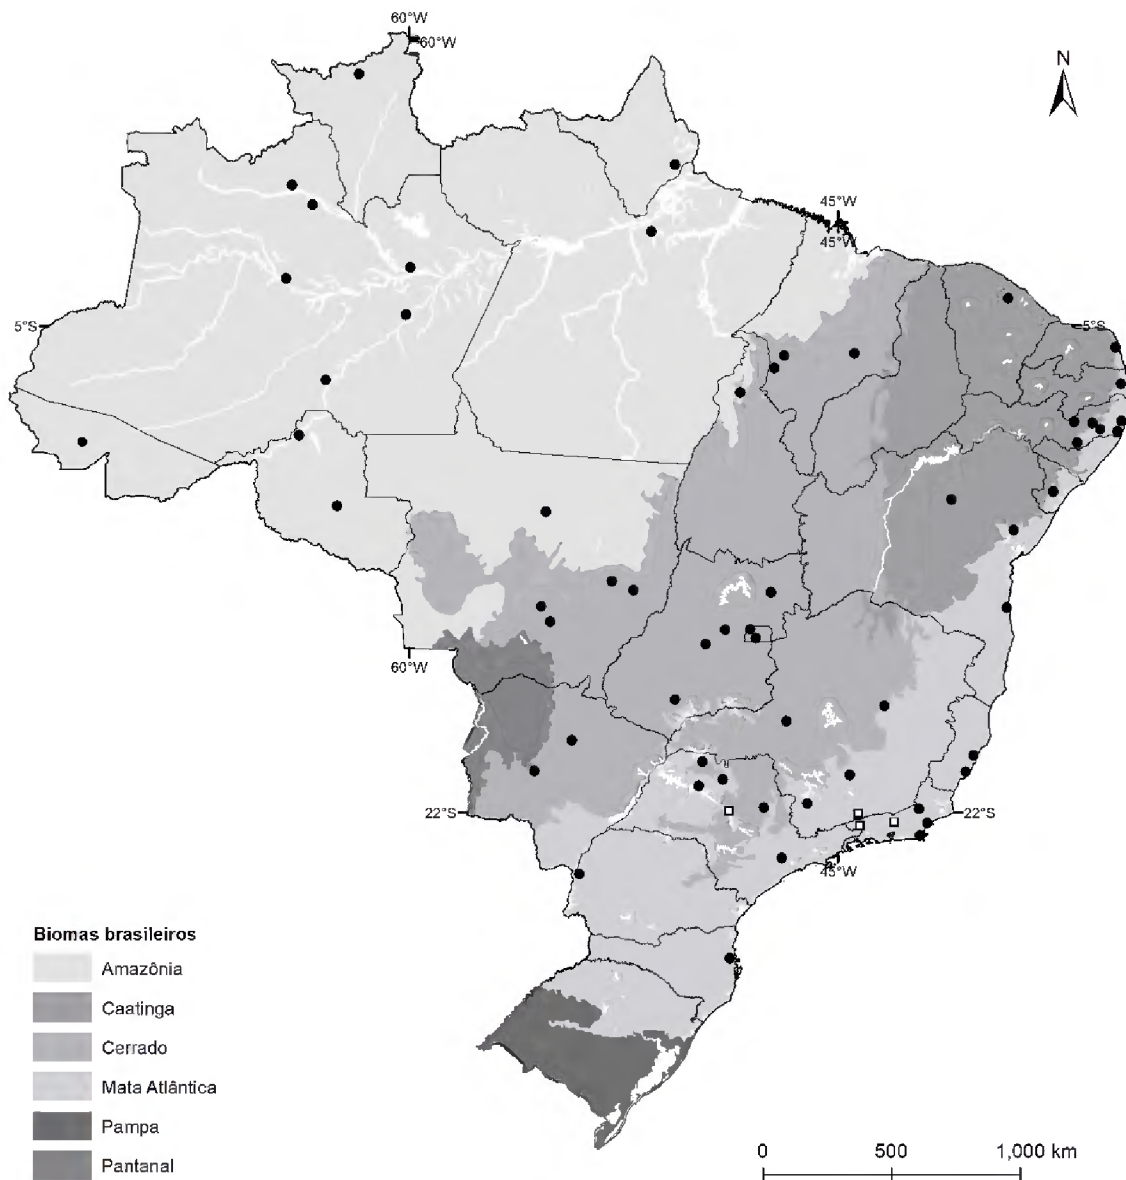 60°W
60°W
N
45°W
45°W
5°S
5°S
60°W
22°S
22°S
45°W
Biomas brasileiros
Amazônia
Caatinga
Cerrado
Mata Atlântica
Pampa
Pantanal
0 500 1,000 km